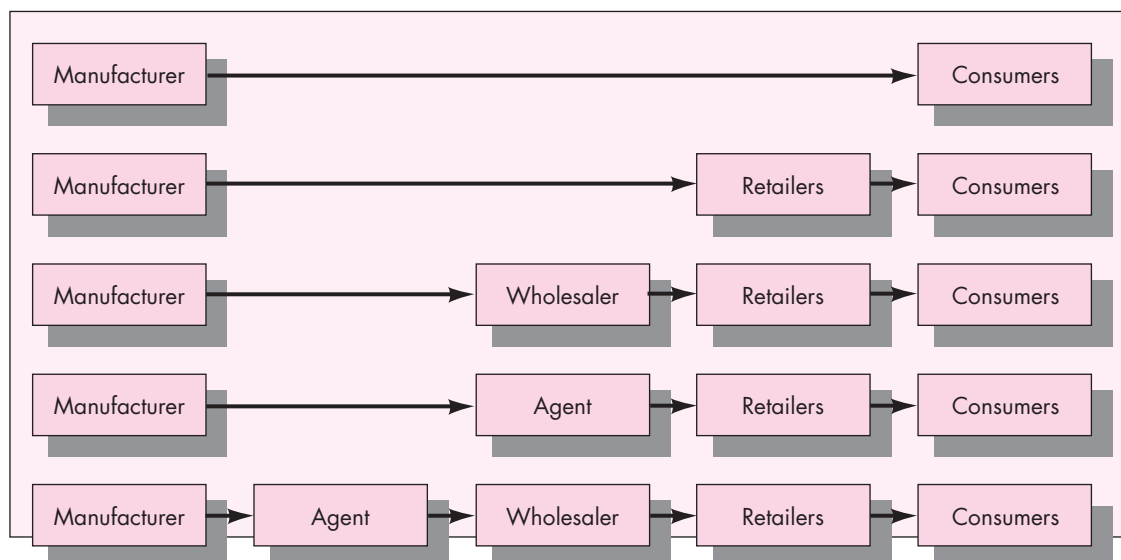 Manufacturer Consumers
Manufacturer Retailers Consumers
Manufacturer Wholesaler Retailers Consumers
Manufacturer Agent Retailers Consumers
Manufacturer Agent Wholesaler Retailers Consumers